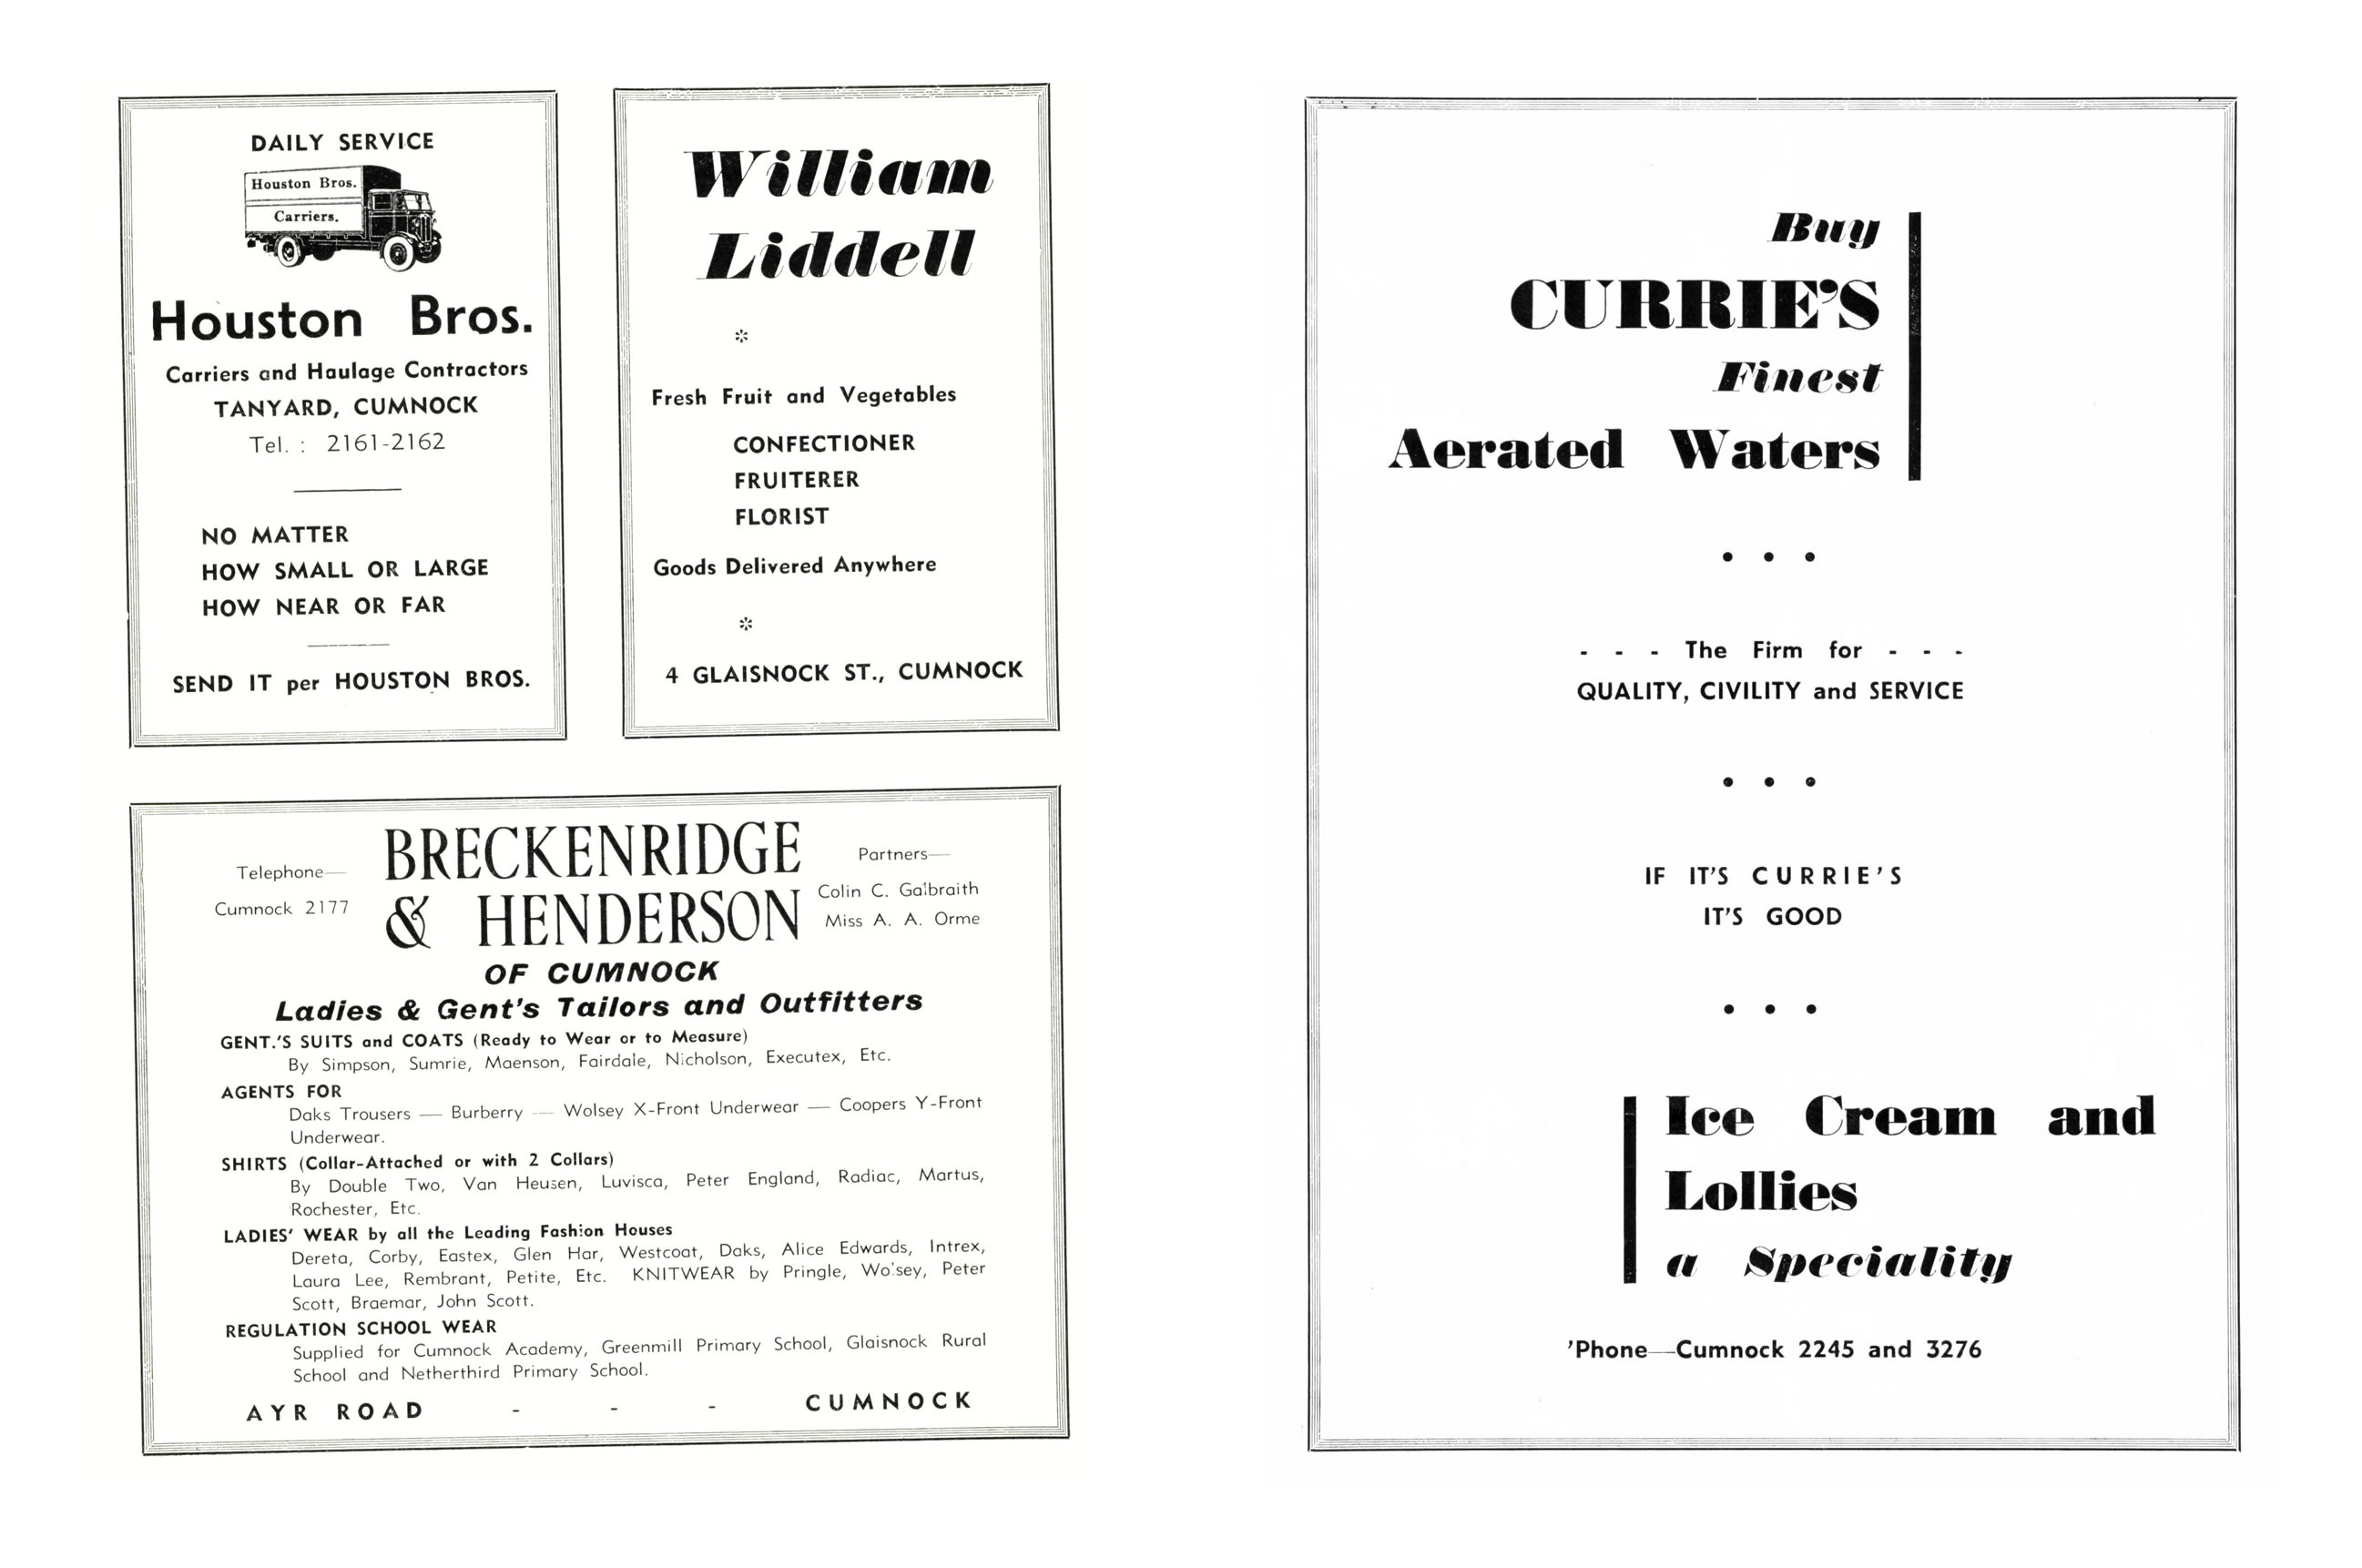 DAILY SERVICE
Houston Bros.
Carriers.
Houston Bros.
Carriers and Haulage Contractors
TANYARD, CUMNOCK
Tel. : 2161-2162
NO MATTER
HOW SMALL OR LARGE
HOW NEAR OR FAR
SEND IT per HOUSTON BROS.
William
Liddell
Fresh Fruit and Vegetables
CONFECTIONER
FRUITERER
FLORIST
Goods Delivered Anywhere
4 GLAISNOCK ST., CUMNOCK
Telephone—
Cumnock 2177
BRECKENRIDGE
& HENDERSON
Partners—
Colin C. Galbraith
Miss A. A. Orme
OF CUMNOCK
Ladies & Gent's Tailors and Outfitters
GENT.'S SUITS and COATS (Ready to Wear or to Measure)
By Simpson, Sumrie, Maenson, Fairdale, Nicholson, Executex, Etc.
AGENTS FOR
Daks Trousers — Burberry — Wolsey X-Front Underwear — Coopers Y-Front
Underwear.
SHIRTS (Collar-Attached or with 2 Collars)
By Double Two, Van Heusen, Luvisca, Peter England, Radiac, Martus,
Rochester, Etc.
LADIES' WEAR by all the Leading Fashion Houses
Dereta, Corby, Eastex, Glen Har, Westcoat, Daks, Alice Edwards, Intrex,
Laura Lee, Rembrant, Petite, Etc. KNITWEAR by Pringle, Wolsey, Peter
Scott, Braemar, John Scott.
REGULATION SCHOOL WEAR
Supplied for Cumnock Academy, Greenmill Primary School, Glaisnock Rural
School and Netherthird Primary School.
AYR ROAD - - - CUMNOCK
Buy
CURRIE'S
Finest
Aerated Waters
• • •
- - - The Firm for - - -
QUALITY, CIVILITY and SERVICE
• • •
IF IT'S CURRIE'S
IT'S GOOD
• • •
Ice Cream and
Lollies
a Speciality
'Phone—Cumnock 2245 and 3276